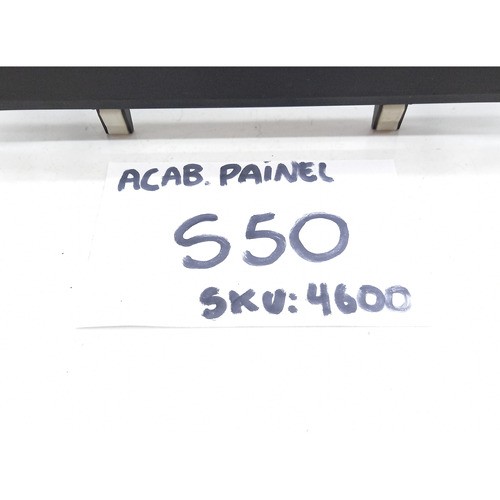 ACAB. PAINEL
S50
SKU: 4600